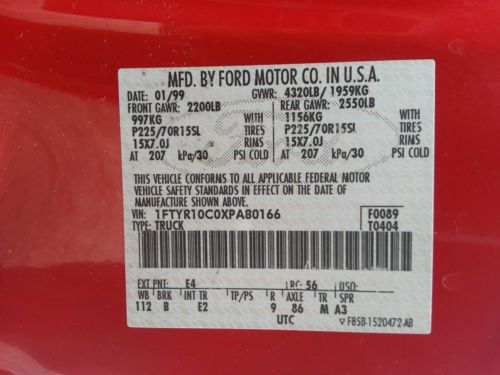 MFD. BY FORD MOTOR CO. IN U.S.A.
DATE: 01/99 GVWR: 4320LB/ 1959KG
FRONT GAWR: 2200LB REAR GAWR: 2550LB
997KG WITH 1156KG WITH
P225/70R15SL TIRES P225/70R15SL TIRES
15X7.0J RIMS 15X7.0J RIMS
AT 207 kPa/30 PSI COLD AT 207 kPa/30 PSI COLD
THIS VEHICLE CONFORMS TO ALL APPLICABLE FEDERAL MOTOR
VEHICLE SAFETY STANDARDS IN EFFECT ON THE DATE OF
MANUFACTURE SHOWN ABOVE.
VIN: 1FTYR10C0XPA80166 F0089
TYPE: TRUCK T0404
EXT PNT: E4 RC: 56 DSO:
WB BRK INT TR TP/PS R AXLE TR SPR
112 B E2 9 86 M A3
UTC ▽ F85B-1520472-AB